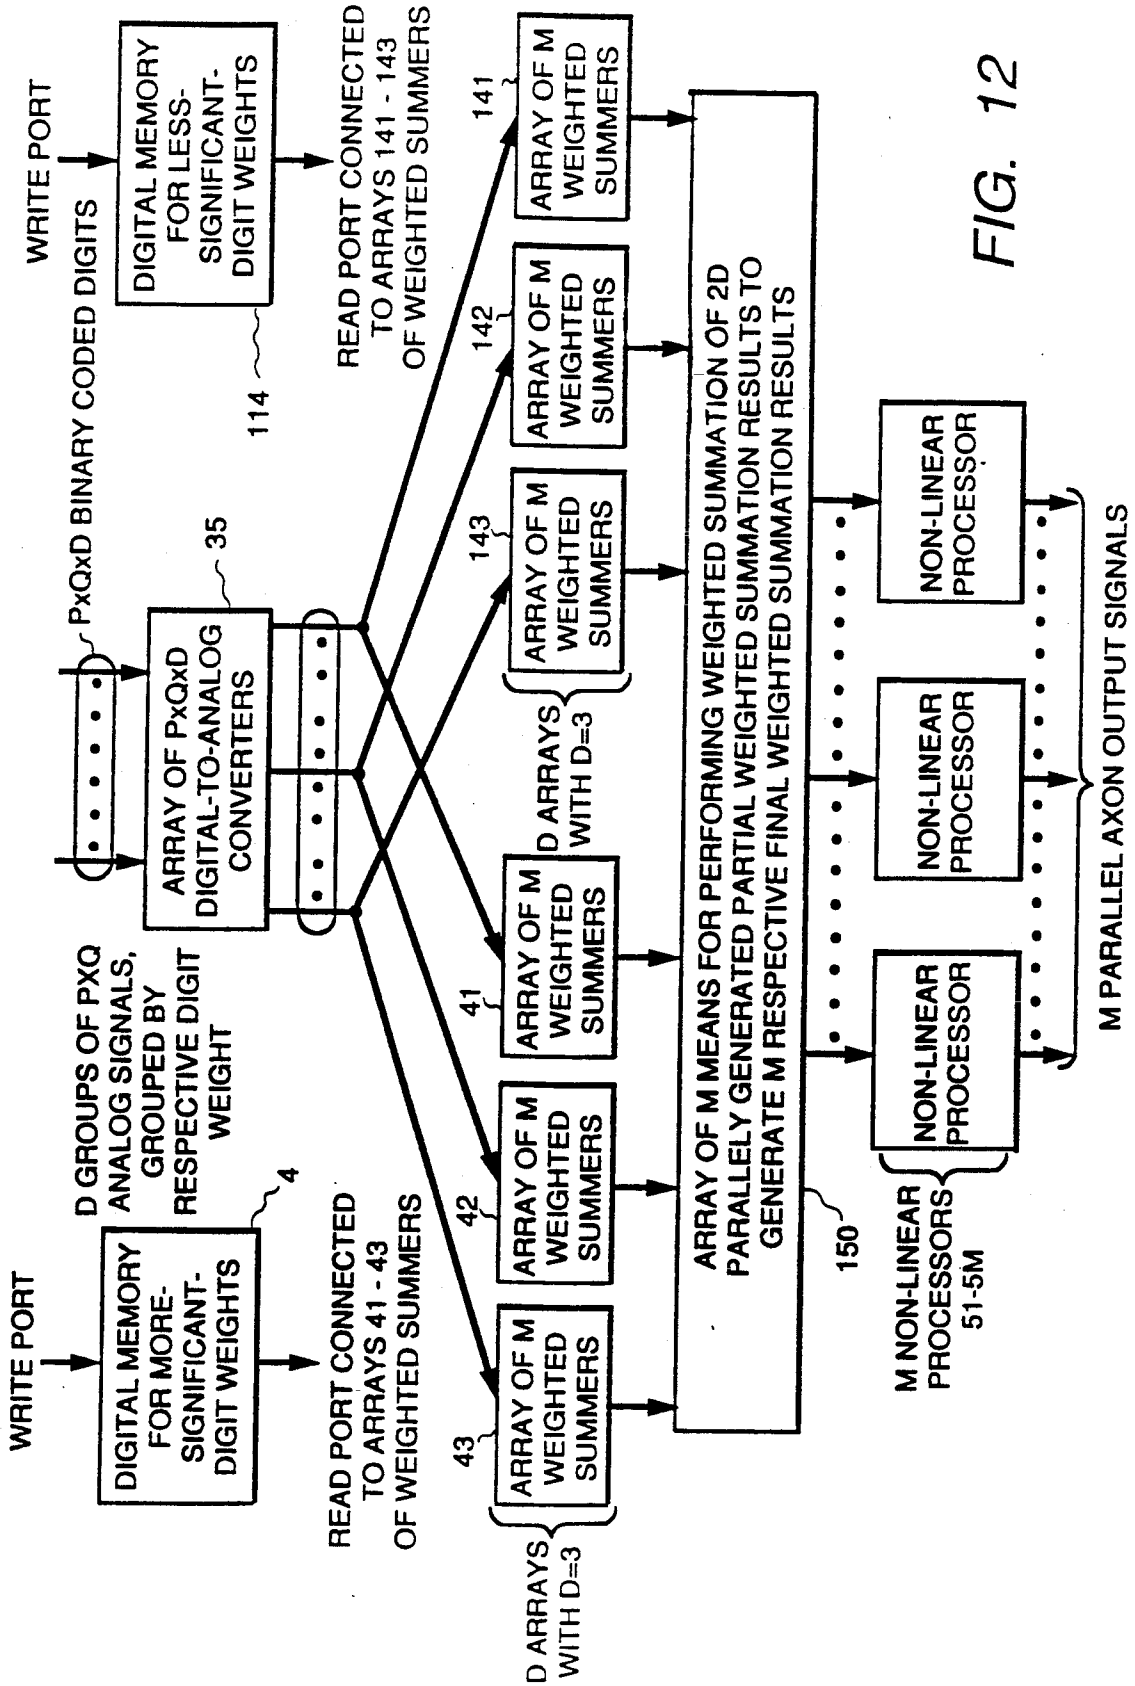 WRITE PORT
DIGITAL MEMORY
FOR MORE-
SIGNIFICANT-
DIGIT WEIGHTS
4
READ PORT CONNECTED
TO ARRAYS 41 - 43
OF WEIGHTED SUMMERS
D GROUPS OF PXQ
ANALOG SIGNALS,
GROUPED BY
RESPECTIVE DIGIT
WEIGHT
PxQxD BINARY CODED DIGITS
ARRAY OF PxQxD
DIGITAL-TO-ANALOG
CONVERTERS
35
WRITE PORT
DIGITAL MEMORY
FOR LESS-
SIGNIFICANT-
DIGIT WEIGHTS
114
READ PORT CONNECTED
TO ARRAYS 141 - 143
OF WEIGHTED SUMMERS
D ARRAYS
WITH D=3
43
ARRAY OF M
WEIGHTED
SUMMERS
42
ARRAY OF M
WEIGHTED
SUMMERS
41
ARRAY OF M
WEIGHTED
SUMMERS
D ARRAYS
WITH D=3
143
ARRAY OF M
WEIGHTED
SUMMERS
142
ARRAY OF M
WEIGHTED
SUMMERS
141
ARRAY OF M
WEIGHTED
SUMMERS
ARRAY OF M MEANS FOR PERFORMING WEIGHTED SUMMATION OF 2D
PARALLELY GENERATED PARTIAL WEIGHTED SUMMATION RESULTS TO
GENERATE M RESPECTIVE FINAL WEIGHTED SUMMATION RESULTS
150
M NON-LINEAR
PROCESSORS
51-5M
NON-LINEAR
PROCESSOR
NON-LINEAR
PROCESSOR
NON-LINEAR
PROCESSOR
M PARALLEL AXON OUTPUT SIGNALS
FIG. 12